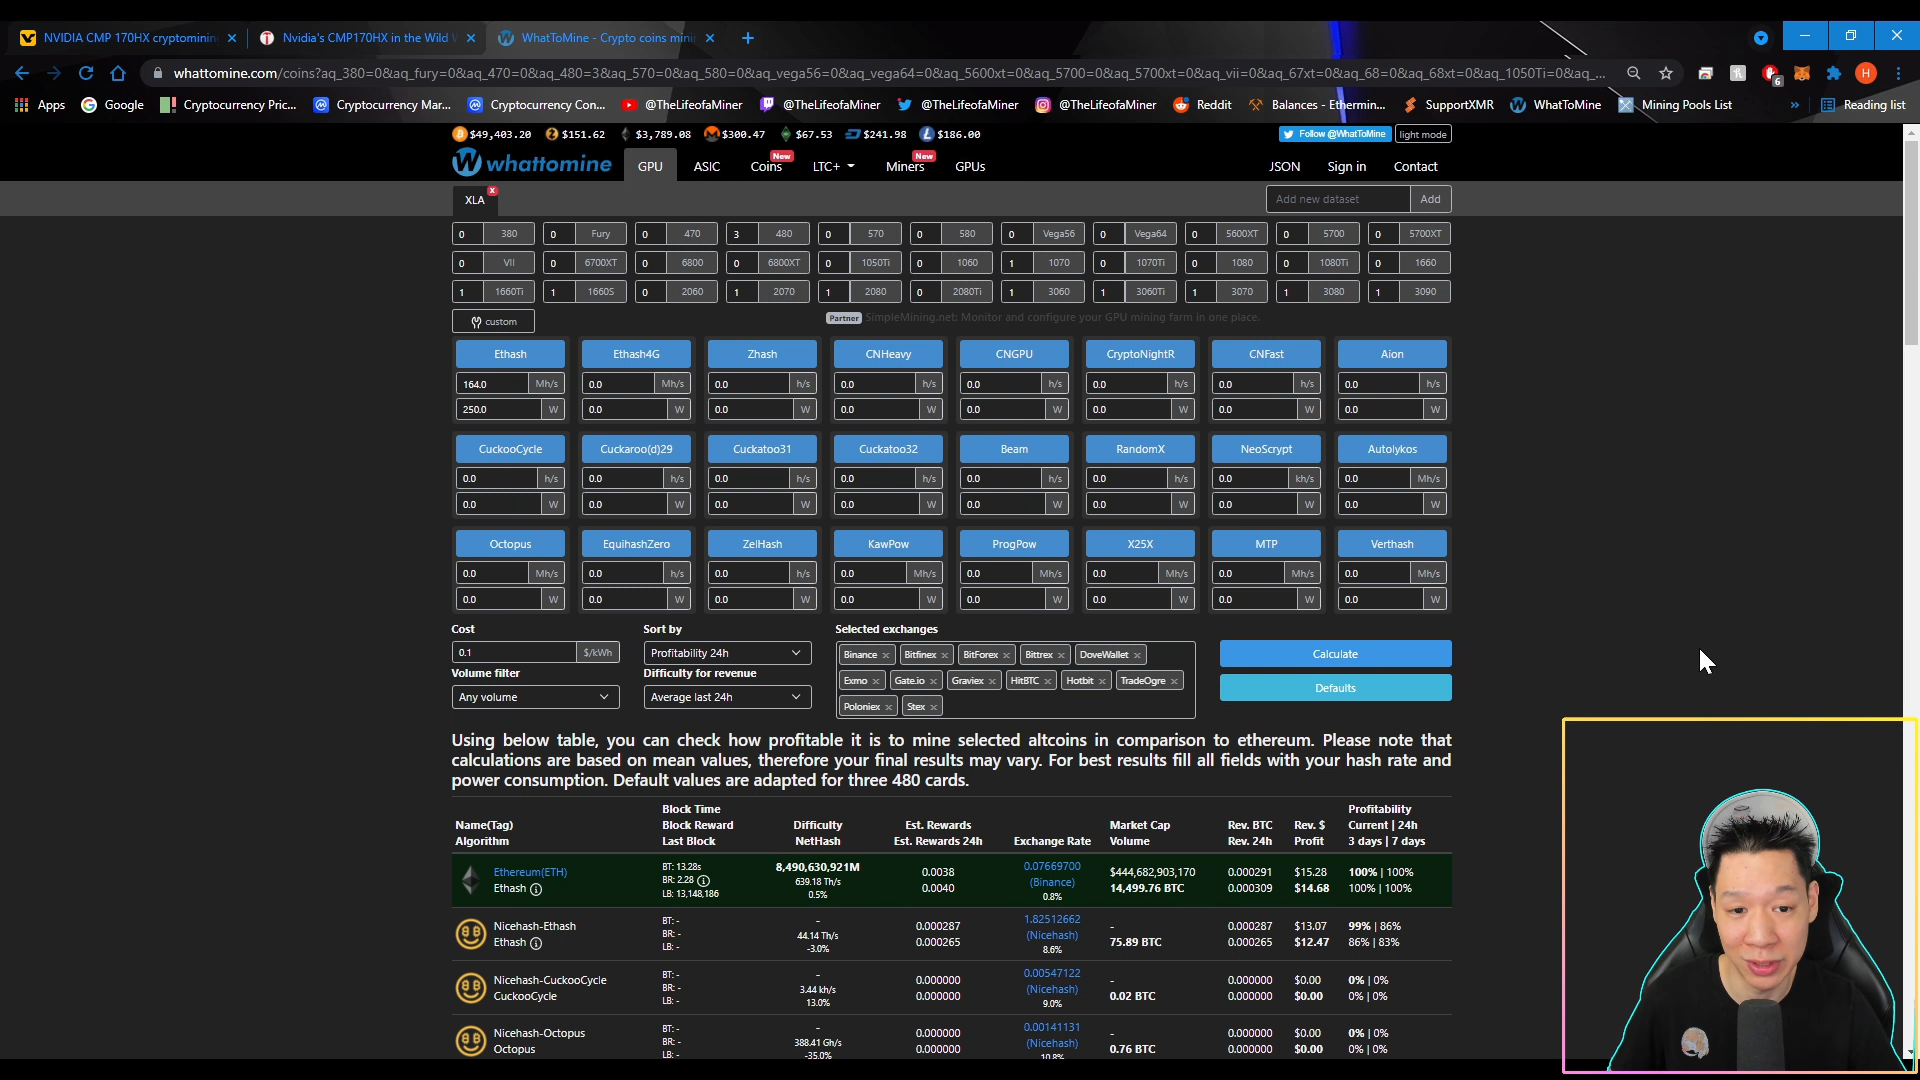 NVIDIA CMP 170HX cryptominin
Nvidia's CMP170HX in the Wild
WhatToMine - Crypto coins mini
whattomine.com/coins?aq_380=0&aq_fury=0&aq_470=0&aq_480=3&aq_570=0&aq_580=0&aq_vega56=0&aq_vega64=0&aq_5600xt=0&aq_5700=0&aq_5700xt=0&aq_vii=0&aq_67xt=0&aq_68=0&aq_68xt=0&aq_1050Ti=0&aq_...
6
H
Apps Google Cryptocurrency Pric... Cryptocurrency Mar... Cryptocurrency Con... @TheLifeofaMiner @TheLifeofaMiner @TheLifeofaMiner @TheLifeofaMiner Reddit Balances - Ethermin... SupportXMR WhatToMine Mining Pools List » Reading list
$49,403.20 $151.62 $3,789.08 $300.47 $67.53 $241.98 $186.00
Follow @WhatToMine light mode
whattomine GPU ASIC Coins New LTC+ Miners New GPUs JSON Sign in Contact
XLA x
Add new dataset Add
0 380 0 Fury 0 470 3 480 0 570 0 580 0 Vega56 0 Vega64 0 5600XT 0 5700 0 5700XT
0 VII 0 6700XT 0 6800 0 6800XT 0 1050Ti 0 1060 1 1070 0 1070Ti 0 1080 0 1080Ti 0 1660
1 1660Ti 1 1660S 0 2060 1 2070 1 2080 0 2080Ti 1 3060 1 3060Ti 1 3070 1 3080 1 3090
custom
Partner SimpleMining.net: Monitor and configure your GPU mining farm in one place.
Ethash Ethash4G Zhash CNHeavy CNGPU CryptoNightR CNFast Aion
164.0 Mh/s 0.0 Mh/s 0.0 h/s 0.0 h/s 0.0 h/s 0.0 h/s 0.0 h/s 0.0 h/s
250.0 W 0.0 W 0.0 W 0.0 W 0.0 W 0.0 W 0.0 W 0.0 W
CuckooCycle Cuckaroo(d)29 Cuckatoo31 Cuckatoo32 Beam RandomX NeoScrypt Autolykos
0.0 h/s 0.0 h/s 0.0 h/s 0.0 h/s 0.0 h/s 0.0 h/s 0.0 kh/s 0.0 Mh/s
0.0 W 0.0 W 0.0 W 0.0 W 0.0 W 0.0 W 0.0 W 0.0 W
Octopus EquihashZero ZelHash KawPow ProgPow X25X MTP Verthash
0.0 Mh/s 0.0 h/s 0.0 h/s 0.0 Mh/s 0.0 Mh/s 0.0 Mh/s 0.0 Mh/s 0.0 Mh/s
0.0 W 0.0 W 0.0 W 0.0 W 0.0 W 0.0 W 0.0 W 0.0 W
Cost Sort by Selected exchanges
0.1 $/kWh Profitability 24h
Binance × Bitfinex × BitForex × Bittrex × DoveWallet ×
Calculate
Volume filter Difficulty for revenue
Exmo × Gate.io × Graviex × HitBTC × Hotbit × TradeOgre ×
Defaults
Any volume Average last 24h
Poloniex × Stex ×
Using below table, you can check how profitable it is to mine selected altcoins in comparison to ethereum. Please note that
calculations are based on mean values, therefore your final results may vary. For best results fill all fields with your hash rate and
power consumption. Default values are adapted for three 480 cards.
Block Time Profitability
Name(Tag) Block Reward Difficulty Est. Rewards Market Cap Rev. BTC Rev. $ Current | 24h
Algorithm Last Block NetHash Est. Rewards 24h Exchange Rate Volume Rev. 24h Profit 3 days | 7 days
BT: 13.28s 8,490,630,921M 0.07669700
Ethereum(ETH) 0.0038 $444,682,903,170 0.000291 $15.28 100% | 100%
BR: 2.28 639.18 Th/s (Binance)
Ethash 0.0040 14,499.76 BTC 0.000309 $14.68 100% | 100%
LB: 13,148,186 0.5% 0.8%
BT: - - 1.82512662
Nicehash-Ethash 0.000287 - 0.000287 $13.07 99% | 86%
BR: - 44.14 Th/s (Nicehash)
Ethash 0.000265 75.89 BTC 0.000265 $12.47 86% | 83%
LB: - -3.0% 8.6%
BT: - - 0.00547122
Nicehash-CuckooCycle 0.000000 - 0.000000 $0.00 0% | 0%
BR: - 3.44 kh/s (Nicehash)
CuckooCycle 0.000000 0.02 BTC 0.000000 $0.00 0% | 0%
LB: - 13.0% 9.0%
BT: - - 0.00141131
Nicehash-Octopus 0.000000 - 0.000000 $0.00 0% | 0%
BR: - 388.41 Gh/s (Nicehash)
Octopus 0.000000 0.76 BTC 0.000000 $0.00 0% | 0%
LB: - -35.0% 10.8%